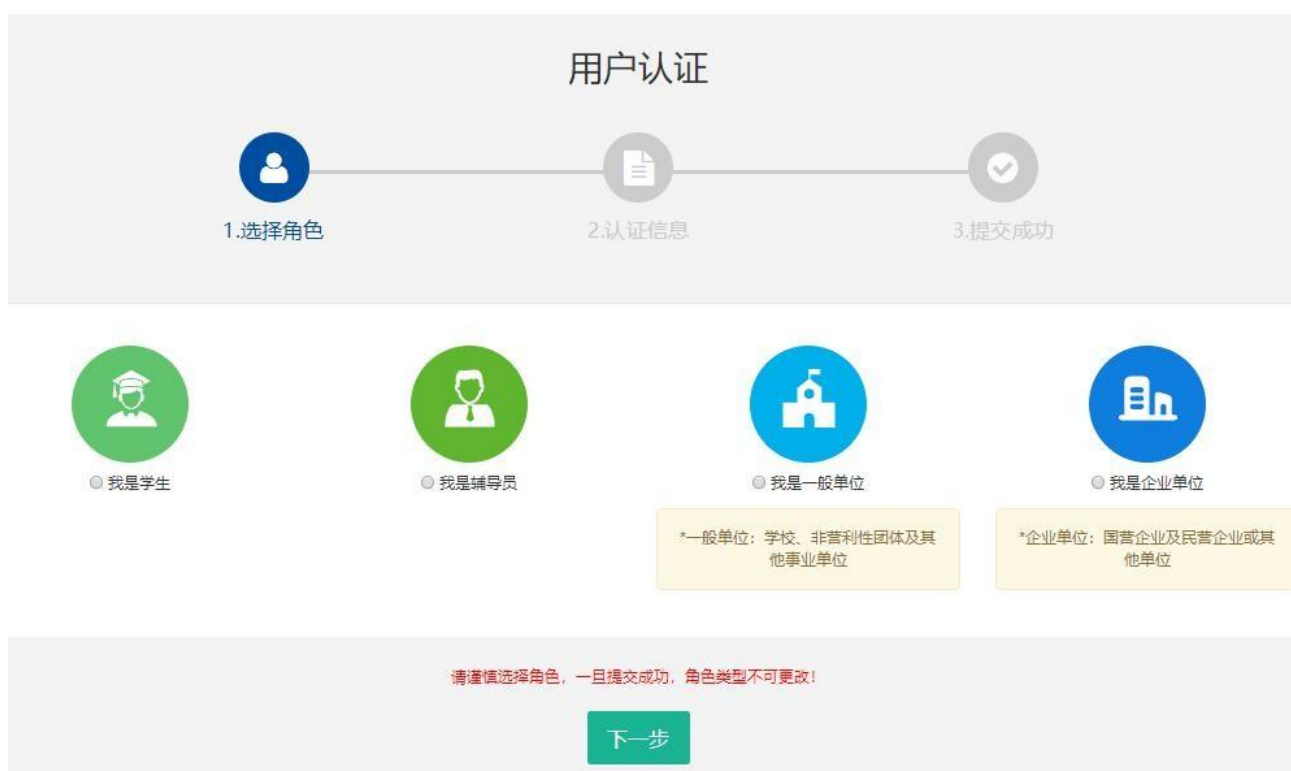 用户认证
1.选择角色
2.认证信息
3.提交成功
我是学生
我是辅导员
我是一般单位
我是企业单位
*一般单位：学校、非营利性团体及其
他事业单位
*企业单位：国营企业及民营企业或其
他单位
请谨慎选择角色，一旦提交成功，角色类型不可更改！
下一步